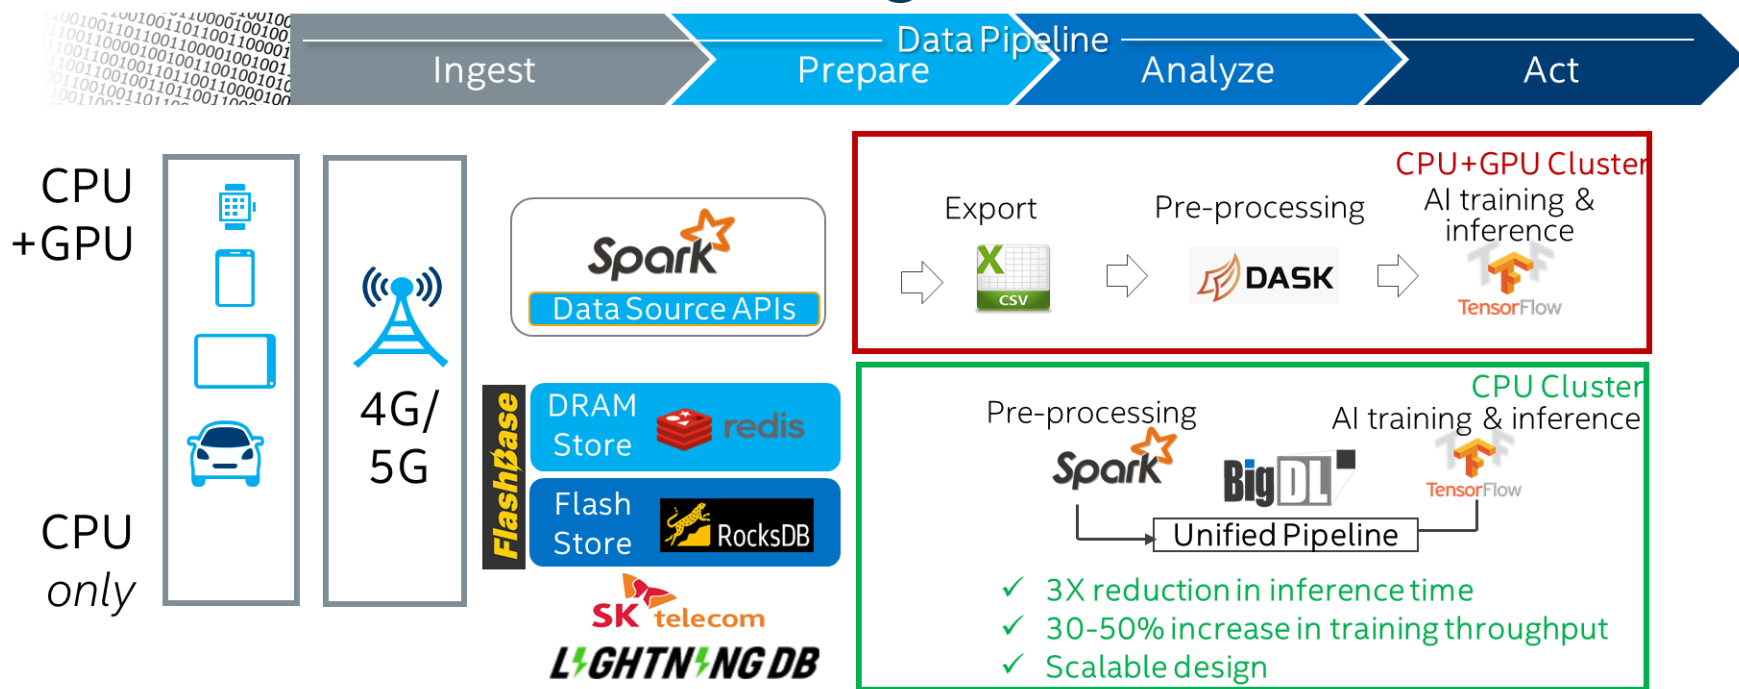 Data Pipeline
Ingest
Prepare
Analyze
Act
CPU
+GPU
CPU
only
4G/
5G
Spark
Data Source APIs
FlashBase
DRAM
Store
redis
Flash
Store
RocksDB
SK telecom
LIGHTNING DB
CPU+GPU Cluster
Export
Pre-processing
AI training &
inference
X
CSV
DASK
TensorFlow
CPU Cluster
Pre-processing
AI training & inference
Spark
BigDL
TensorFlow
Unified Pipeline
✓ 3X reduction in inference time
✓ 30-50% increase in training throughput
✓ Scalable design